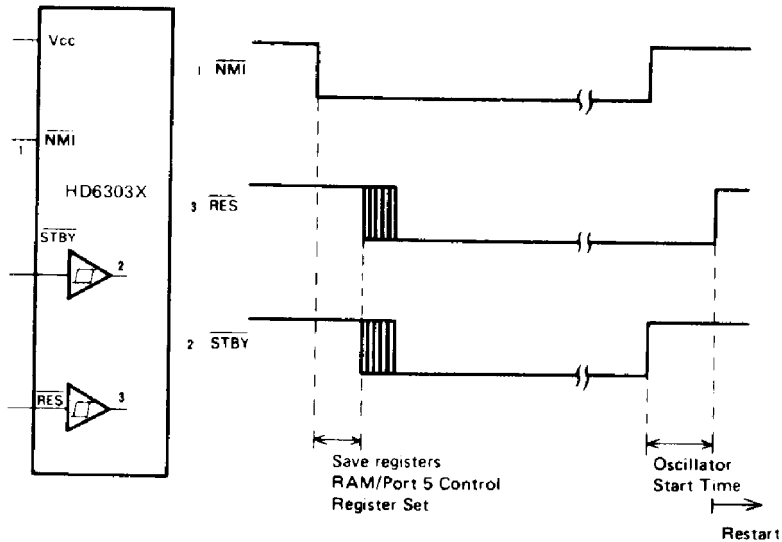 Vcc
1 NMI
HD6303X
STBY
2
RES
3
1 NMI
3 RES
2 STBY
Save registers
RAM/Port 5 Control
Register Set
Oscillator
Start Time
Restart